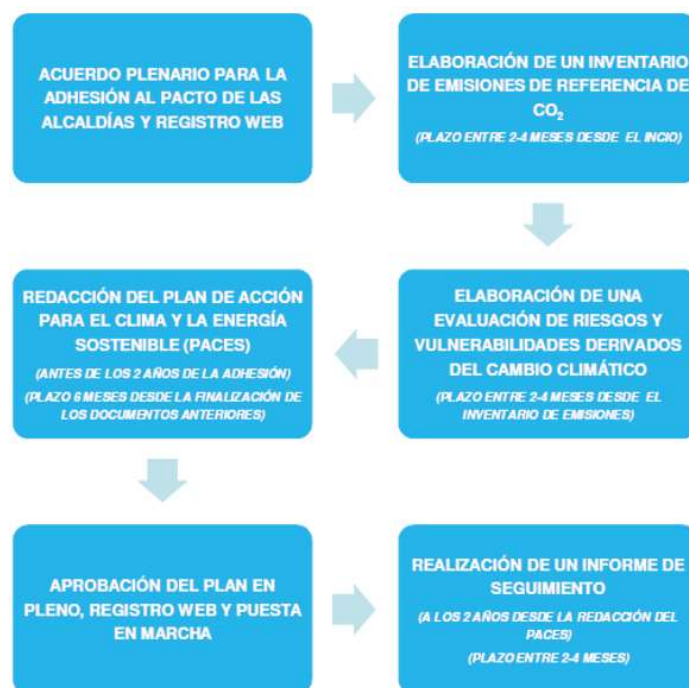 ACUERDO PLENARIO PARA LA
ADHESIÓN AL PACTO DE LAS
ALCALDÍAS Y REGISTRO WEB
ELABORACIÓN DE UN INVENTARIO
DE EMISIONES DE REFERENCIA DE
CO₂
(PLAZO ENTRE 2-4 MESES DESDE EL INCIO)
ELABORACIÓN DE UNA
EVALUACIÓN DE RIESGOS Y
VULNERABILIDADES DERIVADOS
DEL CAMBIO CLIMÁTICO
(PLAZO ENTRE 2-4 MESES DESDE EL
INVENTARIO DE EMISIONES)
REDACCIÓN DEL PLAN DE ACCIÓN
PARA EL CLIMA Y LA ENERGÍA
SOSTENIBLE (PACES)
(ANTES DE LOS 2 AÑOS DE LA ADHESIÓN)
(PLAZO 6 MESES DESDE LA FINALIZACIÓN DE
LOS DOCUMENTOS ANTERIORES)
APROBACIÓN DEL PLAN EN
PLENO, REGISTRO WEB Y PUESTA
EN MARCHA
REALIZACIÓN DE UN INFORME DE
SEGUIMIENTO
(A LOS 2 AÑOS DESDE LA REDACCIÓN DEL
PACES)
(PLAZO ENTRE 2-4 MESES)